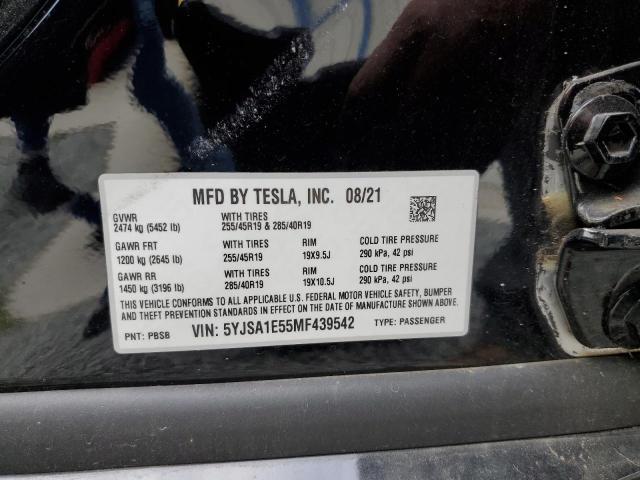 MFD BY TESLA, INC. 08/21
GVWR WITH TIRES
2474 kg (5452 lb) 255/45R19 & 285/40R19
GAWR FRT WITH TIRES RIM COLD TIRE PRESSURE
1200 kg (2645 lb) 255/45R19 19X9.5J 290 kPa, 42 psi
GAWR RR WITH TIRES RIM COLD TIRE PRESSURE
1450 kg (3196 lb) 285/40R19 19X10.5J 290 kPa, 42 psi
THIS VEHICLE CONFORMS TO ALL APPLICABLE U.S. FEDERAL MOTOR VEHICLE SAFETY, BUMPER
AND THEFT PREVENTION STANDARDS IN EFFECT ON THE DATE OF MANUFACTURE SHOWN ABOVE.
PNT: PBSB VIN: 5YJSA1E55MF439542 TYPE: PASSENGER